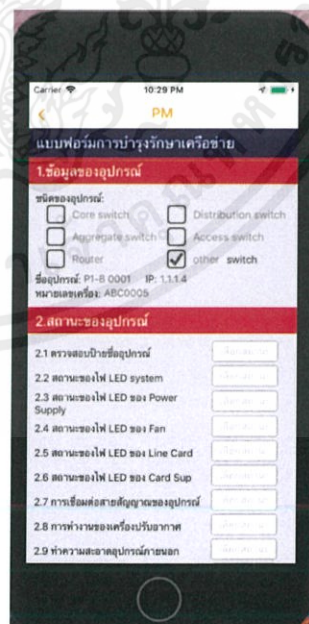 Carrier 10:29 PM
PM
แบบฟอร์มการบำรุงรักษาเครือข่าย
1.ข้อมูลของอุปกรณ์
ชนิดของอุปกรณ์:
Core switch Distribution switch
Aggregate switch Access switch
Router other switch
ชื่ออุปกรณ์: P1-B 0001 IP: 1.1.1.4
หมายเลขเครื่อง: ABC0005
2.สถานะของอุปกรณ์
2.1 ตรวจสอบป้ายชื่ออุปกรณ์
2.2 สถานะของไฟ LED system
2.3 สถานะของไฟ LED ของ Power
Supply
2.4 สถานะของไฟ LED ของ Fan
2.5 สถานะของไฟ LED ของ Line Card
2.6 สถานะของไฟ LED ของ Card Sup
2.7 การเชื่อมต่อสายสัญญาณของอุปกรณ์
2.8 การทำงานของเครื่องปรับอากาศ
2.9 ทำความสะอาดอุปกรณ์ภายนอก